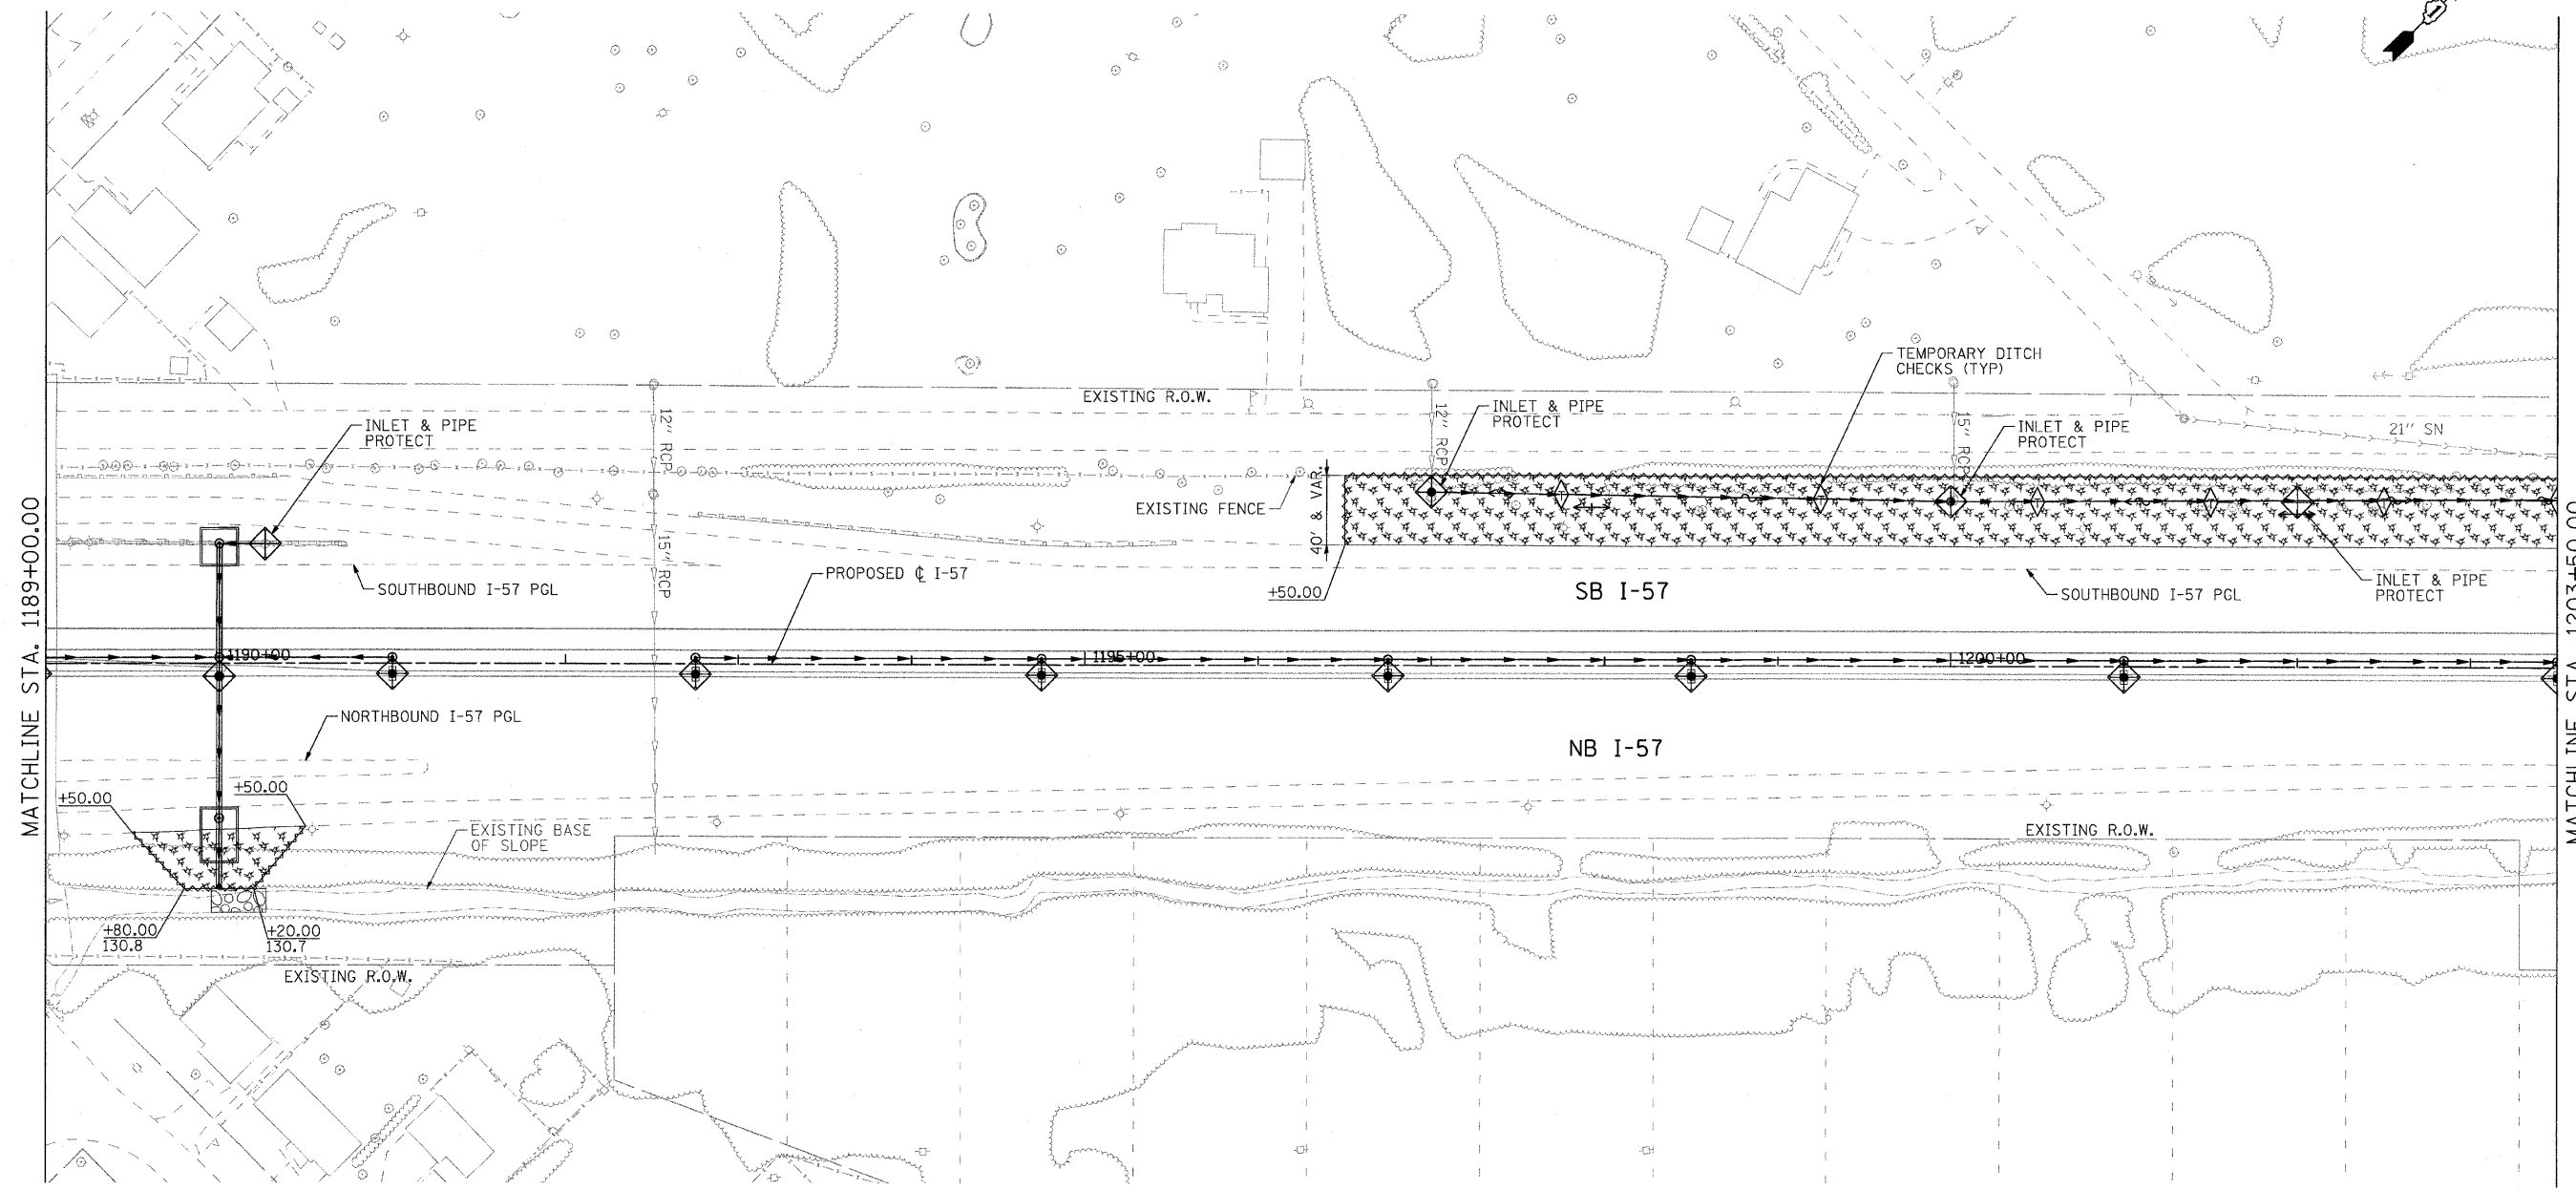 MATCHLINE STA. 1189+00.00
INLET & PIPE
PROTECT
12" RCP
15" RCP
SOUTHBOUND I-57 PGL
PROPOSED ℄ I-57
EXISTING R.O.W.
EXISTING FENCE
40' & VAR.
+50.00
12" RCP
INLET & PIPE
PROTECT
TEMPORARY DITCH
CHECKS (TYP)
15" RCP
INLET & PIPE
PROTECT
21" SN
INLET & PIPE
PROTECT
SB I-57
SOUTHBOUND I-57 PGL
1190+00
1195+00
1200+00
NORTHBOUND I-57 PGL
NB I-57
+50.00
+50.00
EXISTING BASE
OF SLOPE
EXISTING R.O.W.
+80.00
130.8
+20.00
130.7
EXISTING R.O.W.
MATCHLINE STA. 1203+50.00